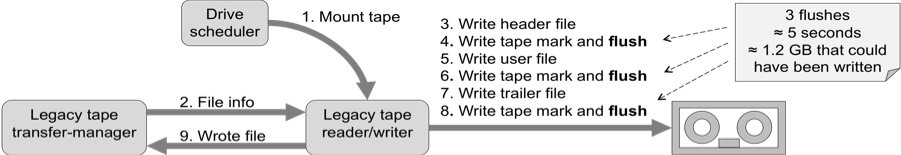 Drive
scheduler
1. Mount tape
3. Write header file
4. Write tape mark and flush
5. Write user file
6. Write tape mark and flush
7. Write trailer file
8. Write tape mark and flush
3 flushes
≈ 5 seconds
≈ 1.2 GB that could
have been written
Legacy tape
transfer-manager
2. File info
9. Wrote file
Legacy tape
reader/writer